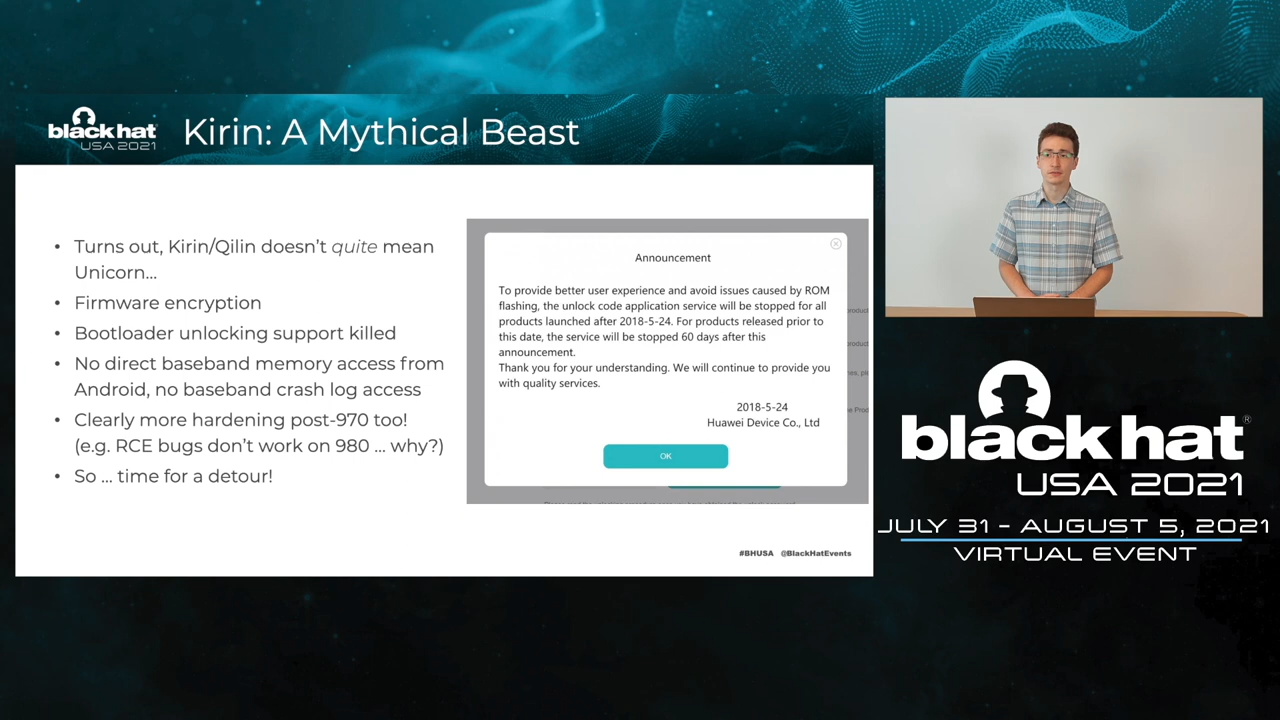 black hat
USA 2021
Kirin: A Mythical Beast
• Turns out, Kirin/Qilin doesn't quite mean
Unicorn...
• Firmware encryption
• Bootloader unlocking support killed
• No direct baseband memory access from
Android, no baseband crash log access
• Clearly more hardening post-970 too!
(e.g. RCE bugs don't work on 980 ... why?)
• So ... time for a detour!
Announcement
To provide better user experience and avoid issues caused by ROM
flashing, the unlock code application service will be stopped for all
products launched after 2018-5-24. For products released prior to
this date, the service will be stopped 60 days after this
announcement.
Thank you for your understanding. We will continue to provide you
with quality services.
2018-5-24
Huawei Device Co., Ltd
OK
#BHUSA @BlackHatEvents
black hat®
USA 2021
JULY 31 - AUGUST 5, 2021
VIRTUAL EVENT